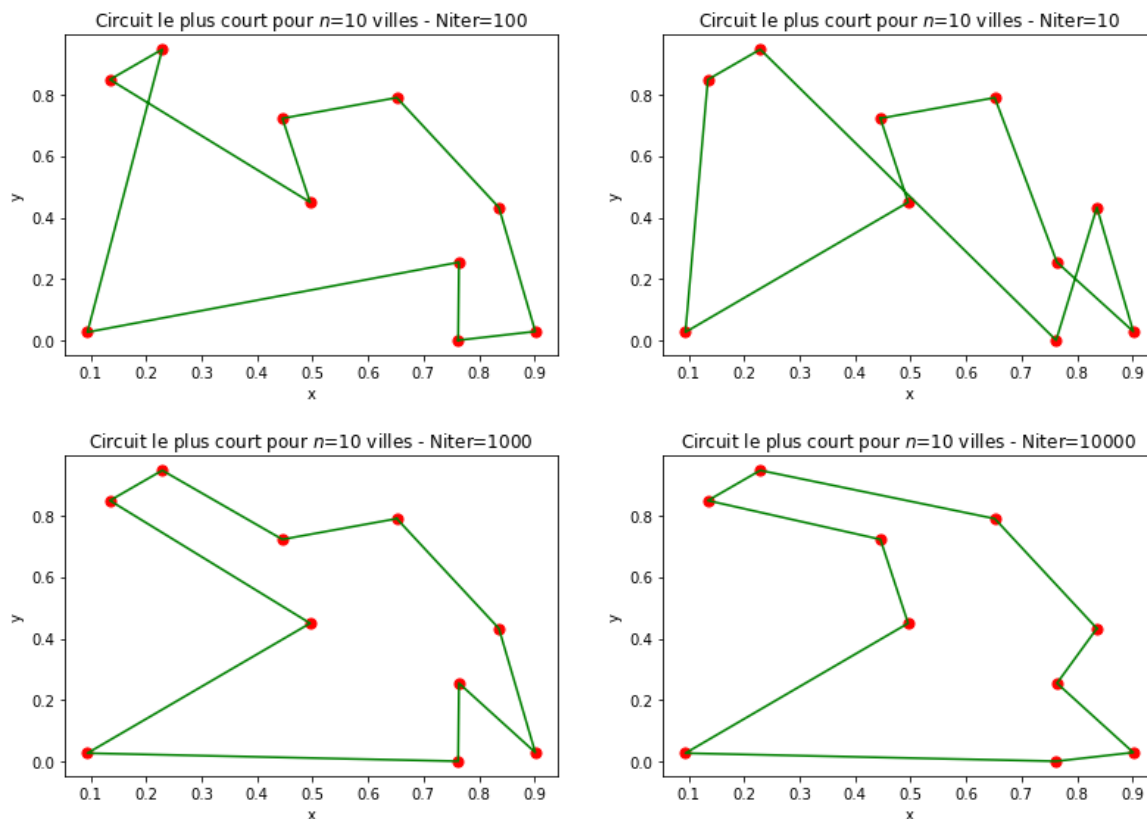 Circuit le plus court pour n=10 villes - Niter=100
y
0.8
0.6
0.4
0.2
0.0
0.1 0.2 0.3 0.4 0.5 0.6 0.7 0.8 0.9
x
Circuit le plus court pour n=10 villes - Niter=10
y
0.8
0.6
0.4
0.2
0.0
0.1 0.2 0.3 0.4 0.5 0.6 0.7 0.8 0.9
x
Circuit le plus court pour n=10 villes - Niter=1000
y
0.8
0.6
0.4
0.2
0.0
0.1 0.2 0.3 0.4 0.5 0.6 0.7 0.8 0.9
x
Circuit le plus court pour n=10 villes - Niter=10000
y
0.8
0.6
0.4
0.2
0.0
0.1 0.2 0.3 0.4 0.5 0.6 0.7 0.8 0.9
x